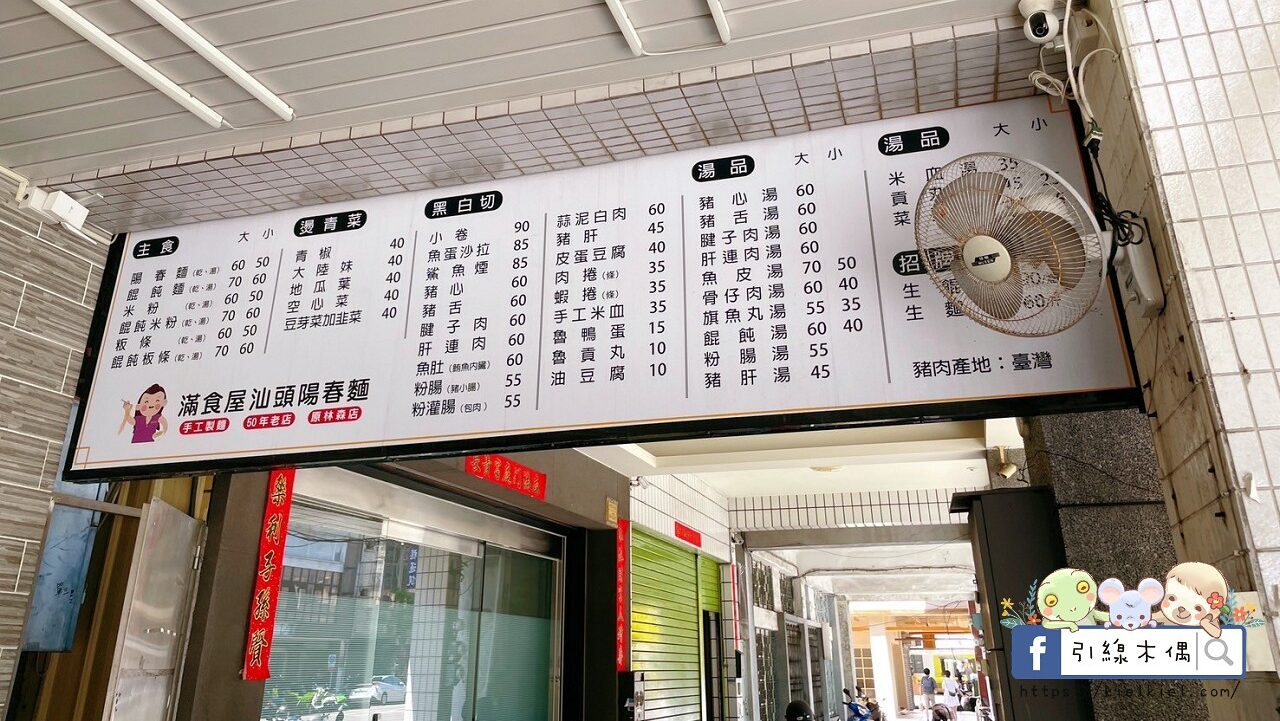 主食 大 小
陽春麵(乾、湯) 60 50
餛飩麵(乾、湯) 70 60
米粉(乾、湯) 60 50
餛飩米粉(乾、湯) 70 60
板條(乾、湯) 60 50
餛飩板條(乾、湯) 70 60
滿食屋汕頭陽春麵
手工製麵 50年老店 原林森店
燙青菜
青椒 40
大陸妹 40
地瓜葉 40
空心菜 40
豆芽菜加韭菜 40
黑白切
小卷 90
魚蛋沙拉 85
鯊魚煙 85
豬心 60
豬舌 60
腱子肉 60
肝連肉 60
魚肚(鮪魚內臟) 60
粉腸(豬小腸) 55
粉灌腸(包肉) 55
蒜泥白肉 60
豬肝 45
皮蛋豆腐 40
肉捲(條) 35
蝦捲(條) 35
手工米血 35
魯鴨蛋 15
魯貢丸 10
油豆腐 10
湯品 大 小
豬心湯 60
豬舌湯 60
腱子肉湯 60
肝連肉湯 60
魚皮湯 70 50
骨仔肉湯 60 40
旗魚丸湯 55 35
餛飩湯 60 40
粉腸湯 55
豬肝湯 45
湯品 大 小
米血湯 35
貢
菜
招
生
生
豬肉產地：臺灣
樂利子孫賢
f 引線木偶
https://kielkiel.com/